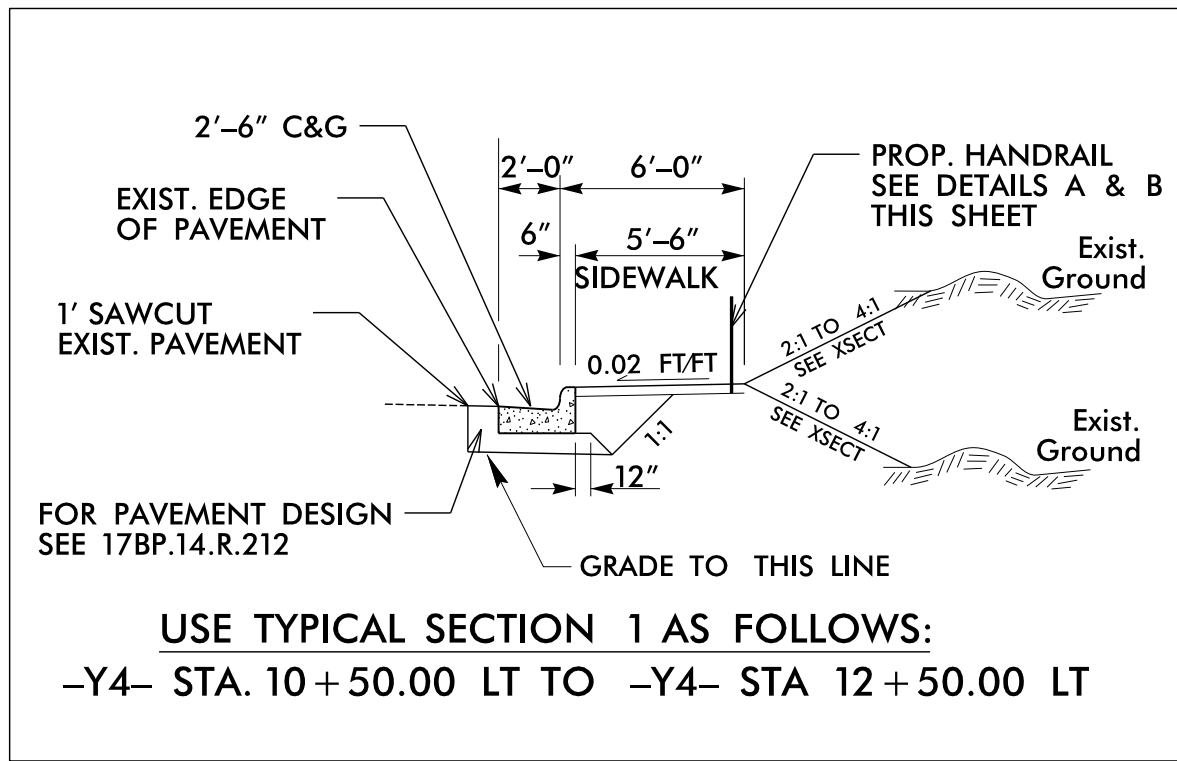 2'–6" C&G
2'–0"
6'–0"
PROP. HANDRAIL
SEE DETAILS A & B
THIS SHEET
EXIST. EDGE
OF PAVEMENT
6"
5'–6"
SIDEWALK
Exist.
Ground
1' SAWCUT
EXIST. PAVEMENT
0.02 FT/FT
2:1 TO 4:1
SEE XSECT
2:1 TO 4:1
SEE XSECT
Exist.
Ground
1:1
12"
FOR PAVEMENT DESIGN
SEE 17BP.14.R.212
GRADE TO THIS LINE
USE TYPICAL SECTION 1 AS FOLLOWS:
–Y4– STA. 10+50.00 LT TO –Y4– STA 12+50.00 LT